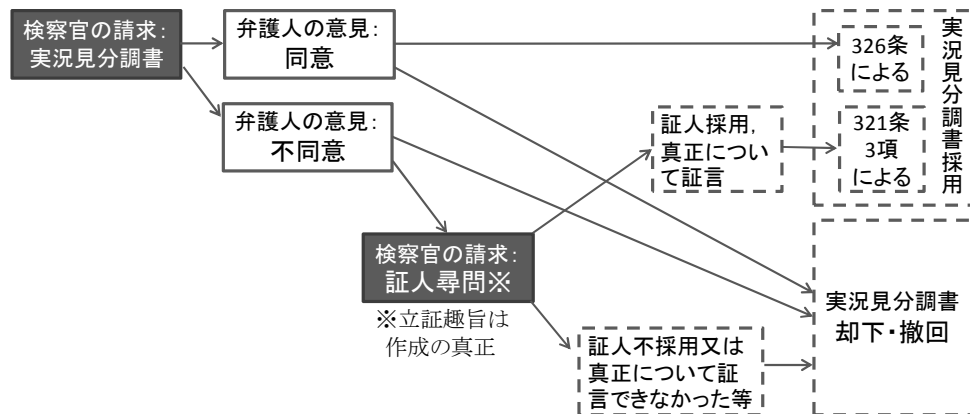 検察官の請求：
実況見分調書
弁護人の意見：
同意
弁護人の意見：
不同意
検察官の請求：
証人尋問※
※立証趣旨は
作成の真正
証人採用，
真正につい
て証言
証人不採用又は
真正について証
言できなかった等
326条
による
321条
3項
による
実況見分調書採用
実況見分調書
却下・撤回